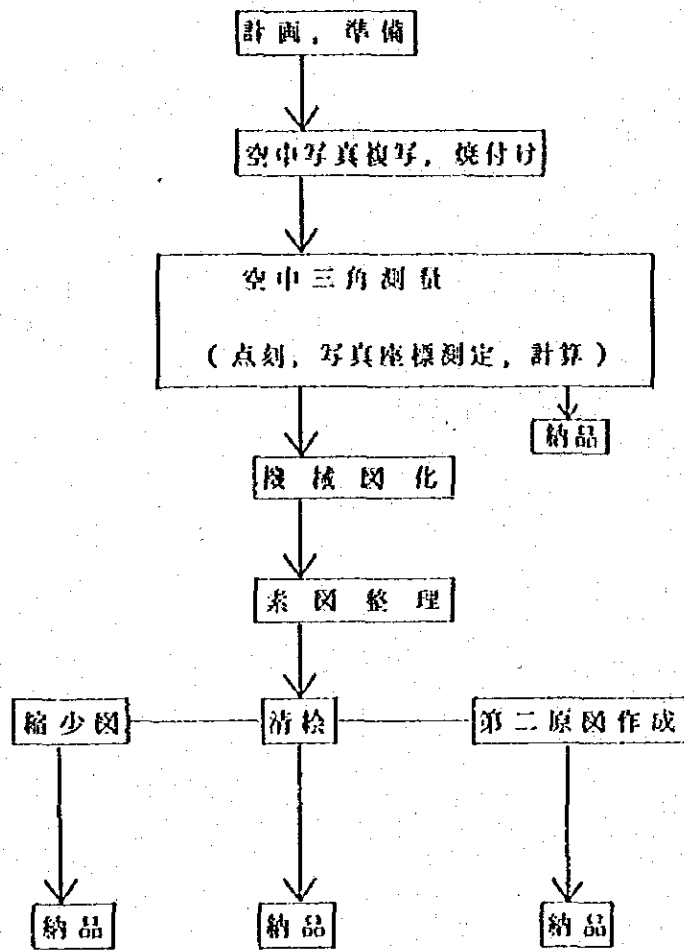 計画，準備
空中写真複写，焼付け
空中三角測量
（点刻，写真座標測定，計算）
納品
機械図化
素図整理
縮少図
清絵
第二原図作成
納品
納品
納品